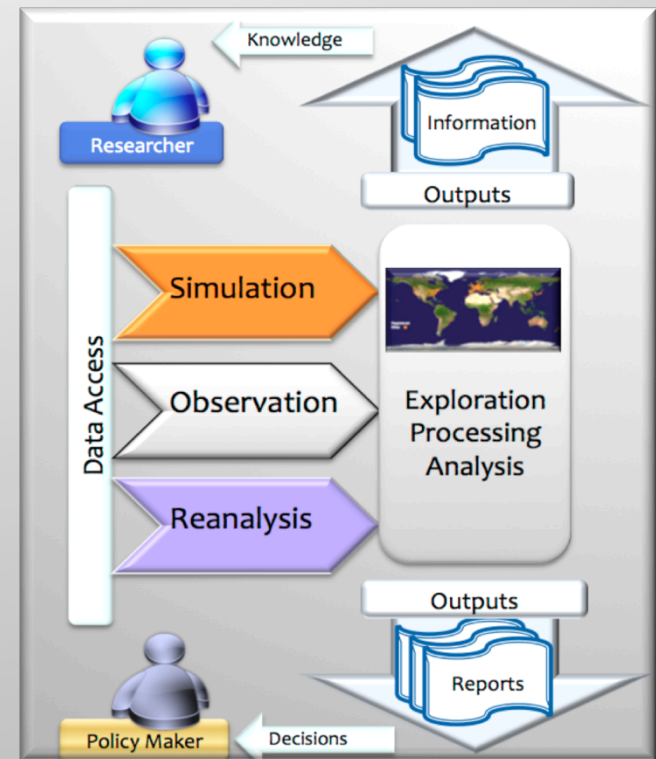 Knowledge
Researcher
Information
Outputs
Data Access
Simulation
Observation
Reanalysis
Exploration
Processing
Analysis
Outputs
Reports
Policy Maker
Decisions